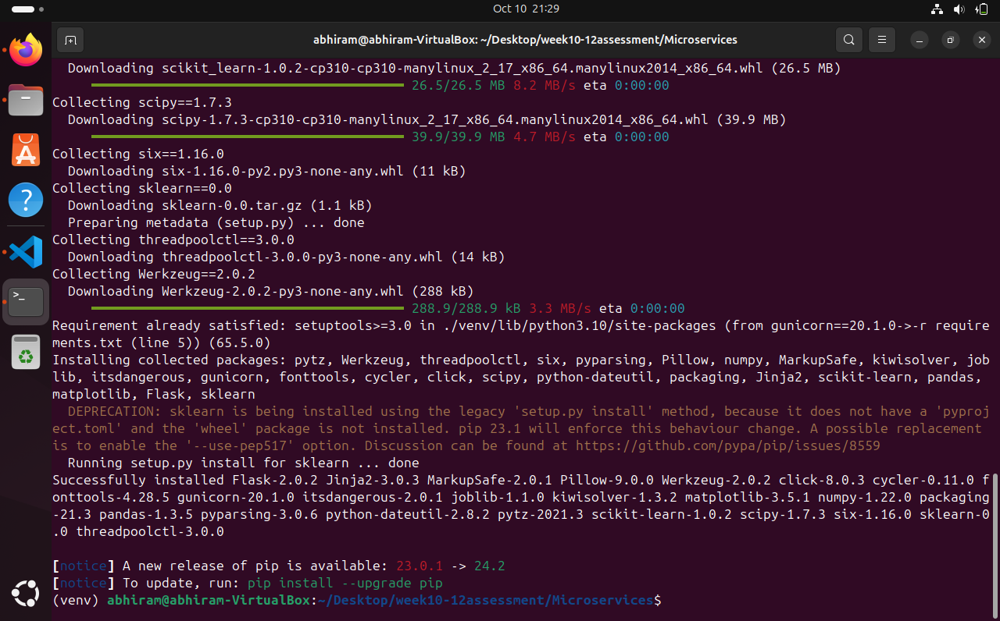 Oct 10 21:29
abhiram@abhiram-VirtualBox: ~/Desktop/week10-12assessment/Microservices
Downloading scikit_learn-1.0.2-cp310-cp310-manylinux_2_17_x86_64.manylinux2014_x86_64.whl (26.5 MB)
26.5/26.5 MB 8.2 MB/s eta 0:00:00
Collecting scipy==1.7.3
Downloading scipy-1.7.3-cp310-cp310-manylinux_2_17_x86_64.manylinux2014_x86_64.whl (39.9 MB)
39.9/39.9 MB 4.7 MB/s eta 0:00:00
Collecting six==1.16.0
Downloading six-1.16.0-py2.py3-none-any.whl (11 kB)
Collecting sklearn==0.0
Downloading sklearn-0.0.tar.gz (1.1 kB)
Preparing metadata (setup.py) ... done
Collecting threadpoolctl==3.0.0
Downloading threadpoolctl-3.0.0-py3-none-any.whl (14 kB)
Collecting Werkzeug==2.0.2
Downloading Werkzeug-2.0.2-py3-none-any.whl (288 kB)
288.9/288.9 kB 3.3 MB/s eta 0:00:00
Requirement already satisfied: setuptools>=3.0 in ./venv/lib/python3.10/site-packages (from gunicorn==20.1.0->-r require
ments.txt (line 5)) (65.5.0)
Installing collected packages: pytz, Werkzeug, threadpoolctl, six, pyparsing, Pillow, numpy, MarkupSafe, kiwisolver, job
lib, itsdangerous, gunicorn, fonttools, cycler, click, scipy, python-dateutil, packaging, Jinja2, scikit-learn, pandas,
matplotlib, Flask, sklearn
DEPRECATION: sklearn is being installed using the legacy 'setup.py install' method, because it does not have a 'pyproj
ect.toml' and the 'wheel' package is not installed. pip 23.1 will enforce this behaviour change. A possible replacement
is to enable the '--use-pep517' option. Discussion can be found at https://github.com/pypa/pip/issues/8559
Running setup.py install for sklearn ... done
Successfully installed Flask-2.0.2 Jinja2-3.0.3 MarkupSafe-2.0.1 Pillow-9.0.0 Werkzeug-2.0.2 click-8.0.3 cycler-0.11.0 f
onttools-4.28.5 gunicorn-20.1.0 itsdangerous-2.0.1 joblib-1.1.0 kiwisolver-1.3.2 matplotlib-3.5.1 numpy-1.22.0 packaging
-21.3 pandas-1.3.5 pyparsing-3.0.6 python-dateutil-2.8.2 pytz-2021.3 scikit-learn-1.0.2 scipy-1.7.3 six-1.16.0 sklearn-0
.0 threadpoolctl-3.0.0
[notice] A new release of pip is available: 23.0.1 -> 24.2
[notice] To update, run: pip install --upgrade pip
(venv) abhiram@abhiram-VirtualBox:~/Desktop/week10-12assessment/Microservices$